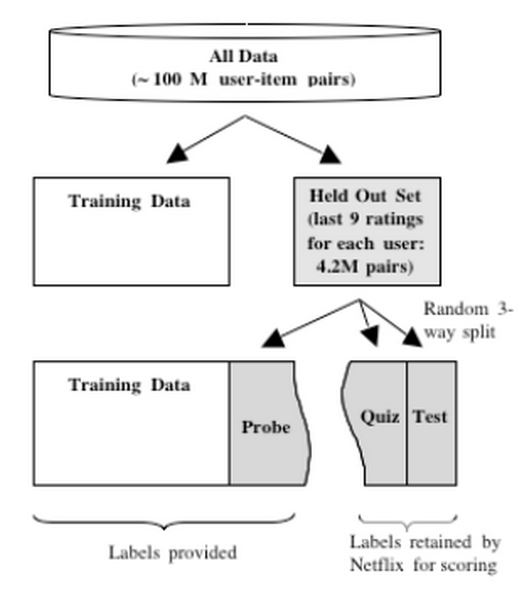 All Data
(~ 100 M user-item pairs)
Training Data
Held Out Set
(last 9 ratings
for each user:
4.2M pairs)
Random 3-
way split
Training Data
Probe
Quiz
Test
Labels provided
Labels retained by
Netflix for scoring